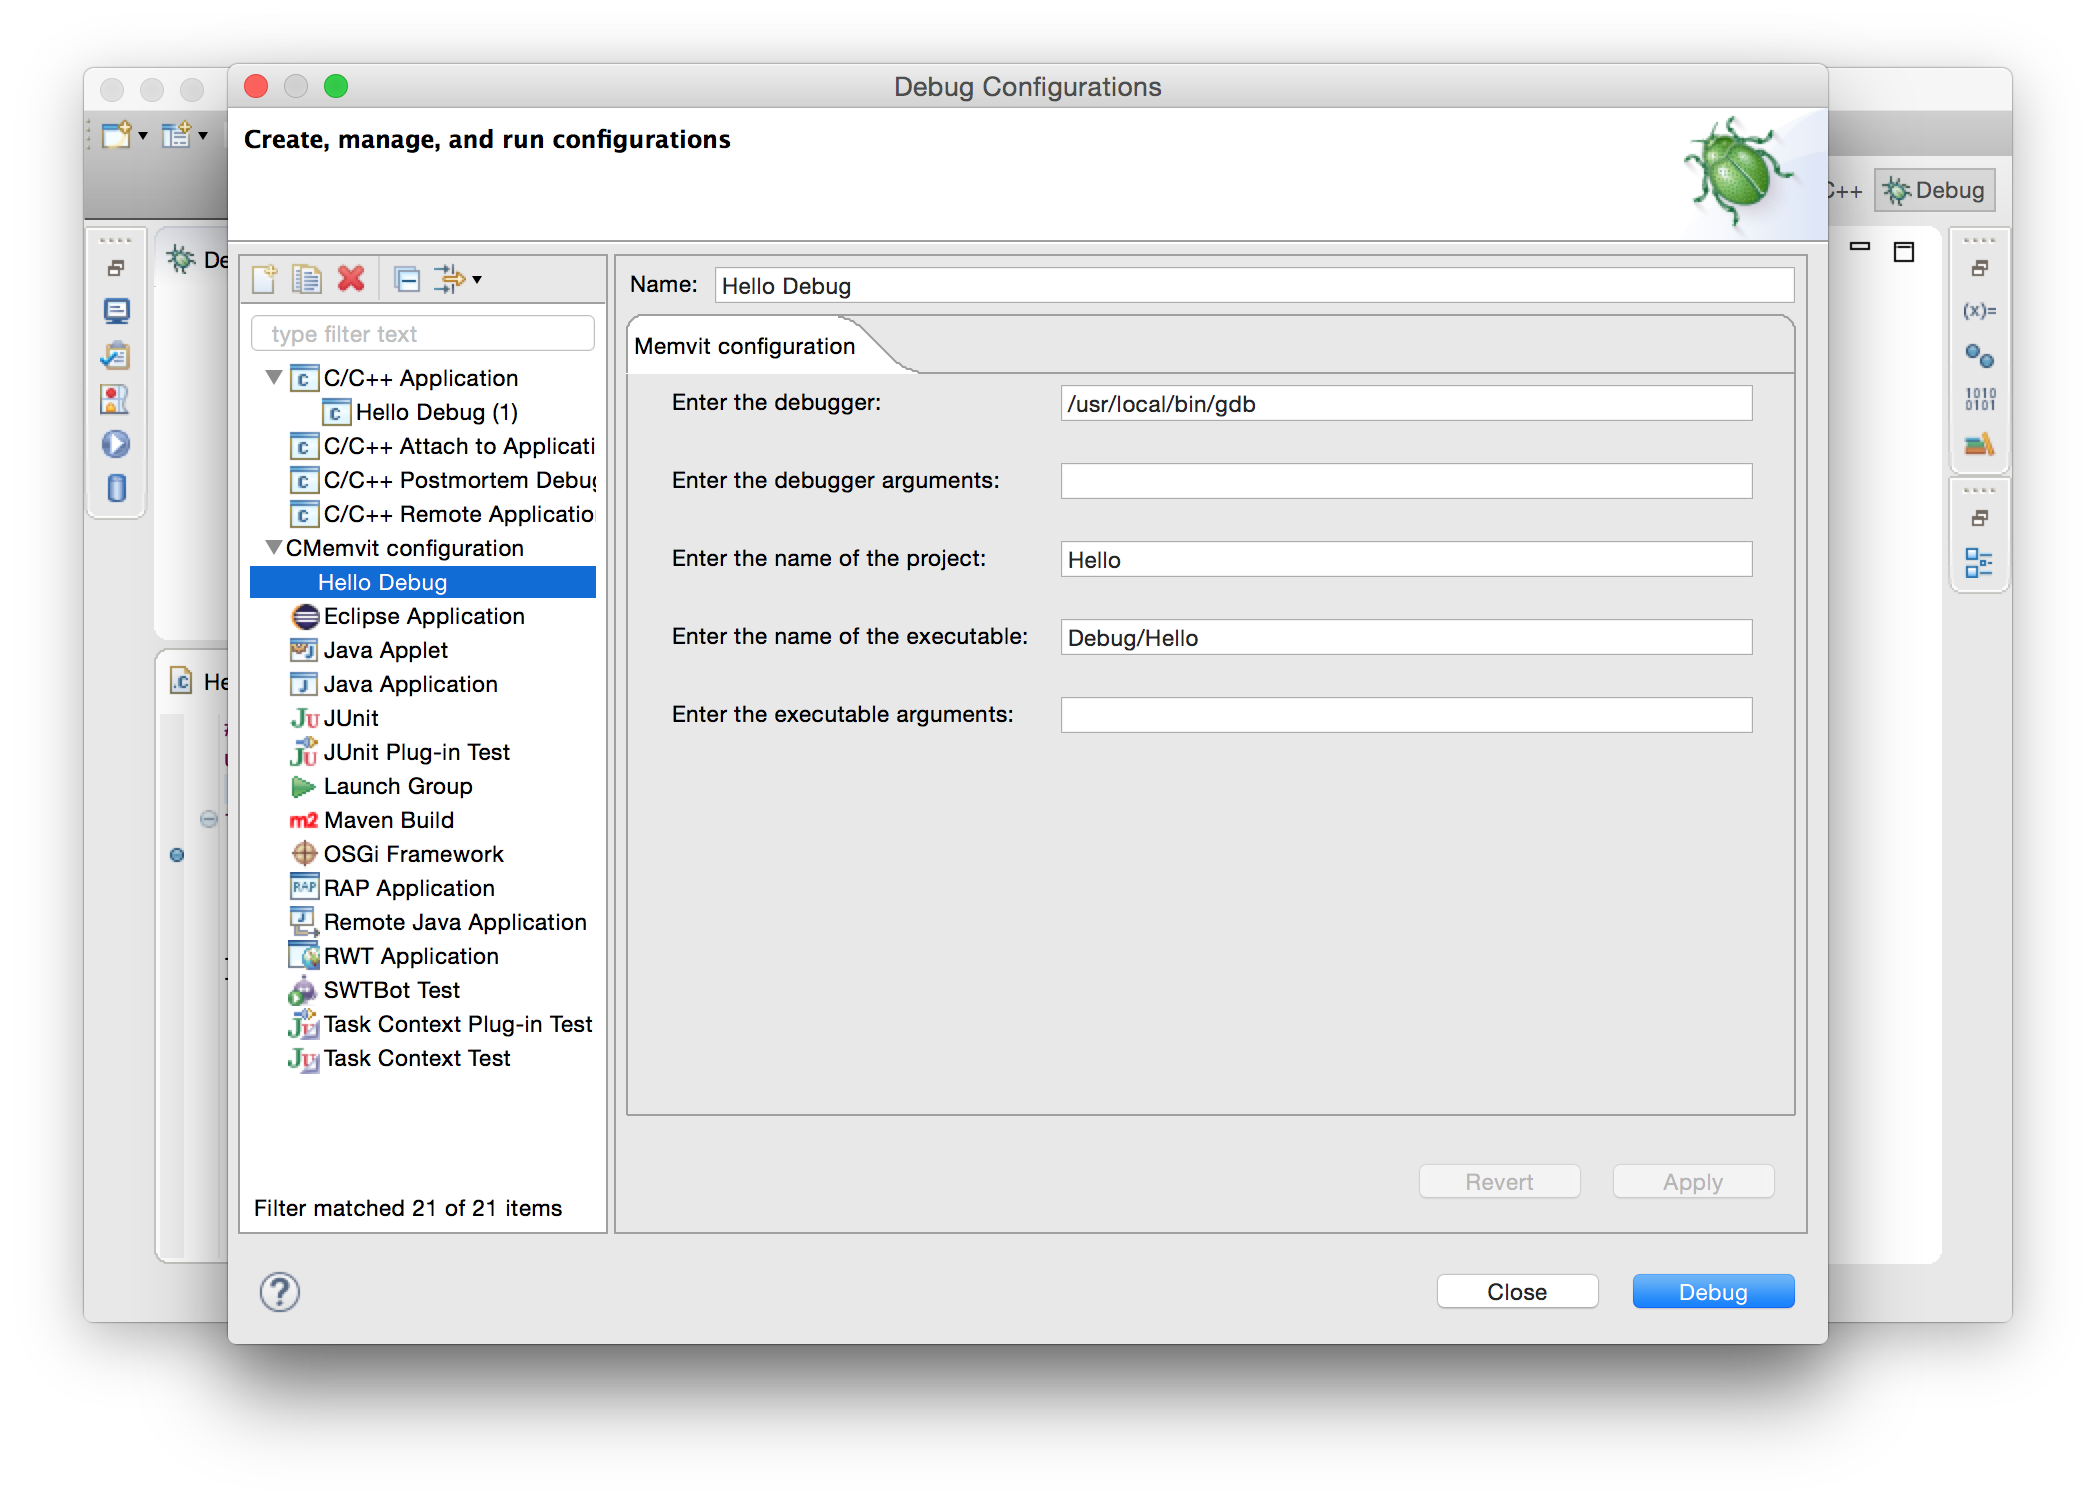 Debug Configurations
Create, manage, and run configurations
C++
Debug
De
Name:
Hello Debug
type filter text
Memvit configuration
C/C++ Application
Hello Debug (1)
C/C++ Attach to Applicati
C/C++ Postmortem Debug
C/C++ Remote Applicatio
CMemvit configuration
Hello Debug
Eclipse Application
Java Applet
Java Application
JUnit
JUnit Plug-in Test
Launch Group
m2 Maven Build
OSGi Framework
RAP RAP Application
Remote Java Application
RWT Application
SWTBot Test
Task Context Plug-in Test
Task Context Test
Filter matched 21 of 21 items
Enter the debugger:
/usr/local/bin/gdb
Enter the debugger arguments:
Enter the name of the project:
Hello
Enter the name of the executable:
Debug/Hello
Enter the executable arguments:
Revert
Apply
Close
Debug
He
(x)=
1010
0101